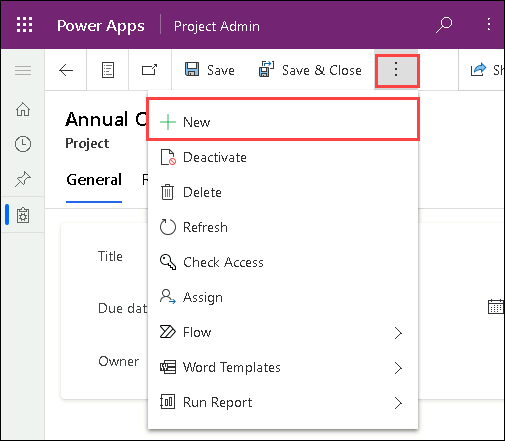 Power Apps Project Admin
Save Save & Close Sh
Annual C
Project
General R
New
Deactivate
Delete
Refresh
Check Access
Assign
Flow
Word Templates
Run Report
Title
Due dat
Owner